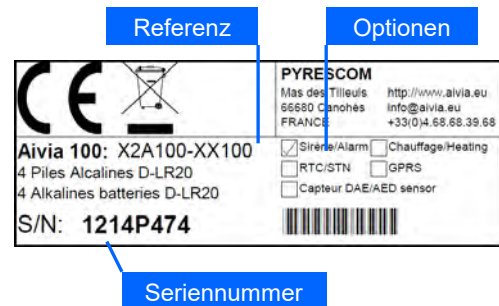 Referenz
Optionen
CE
PYRESCOM
Mas des Tilleuls http://www.aivia.eu
66680 Canohes info@aivia.eu
FRANCE +33(0)4.68.68.39.68
Aivia 100: X2A100-XX100
4 Piles Alcalines D-LR20
4 Alkalines batteries D-LR20
S/N: 1214P474
Sirène/Alarm Chauffage/Heating
RTC/STN GPRS
Capteur DAE/AED sensor
Seriennummer